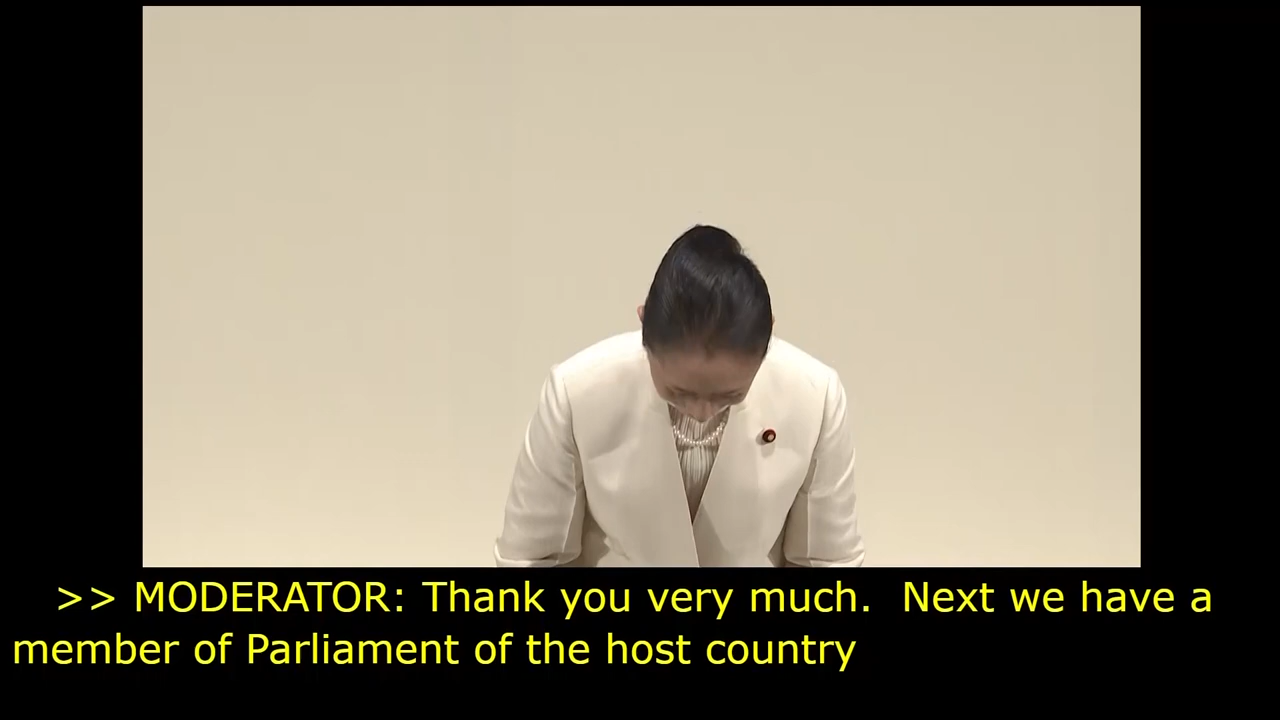 >> MODERATOR: Thank you very much.  Next we have a
member of Parliament of the host country